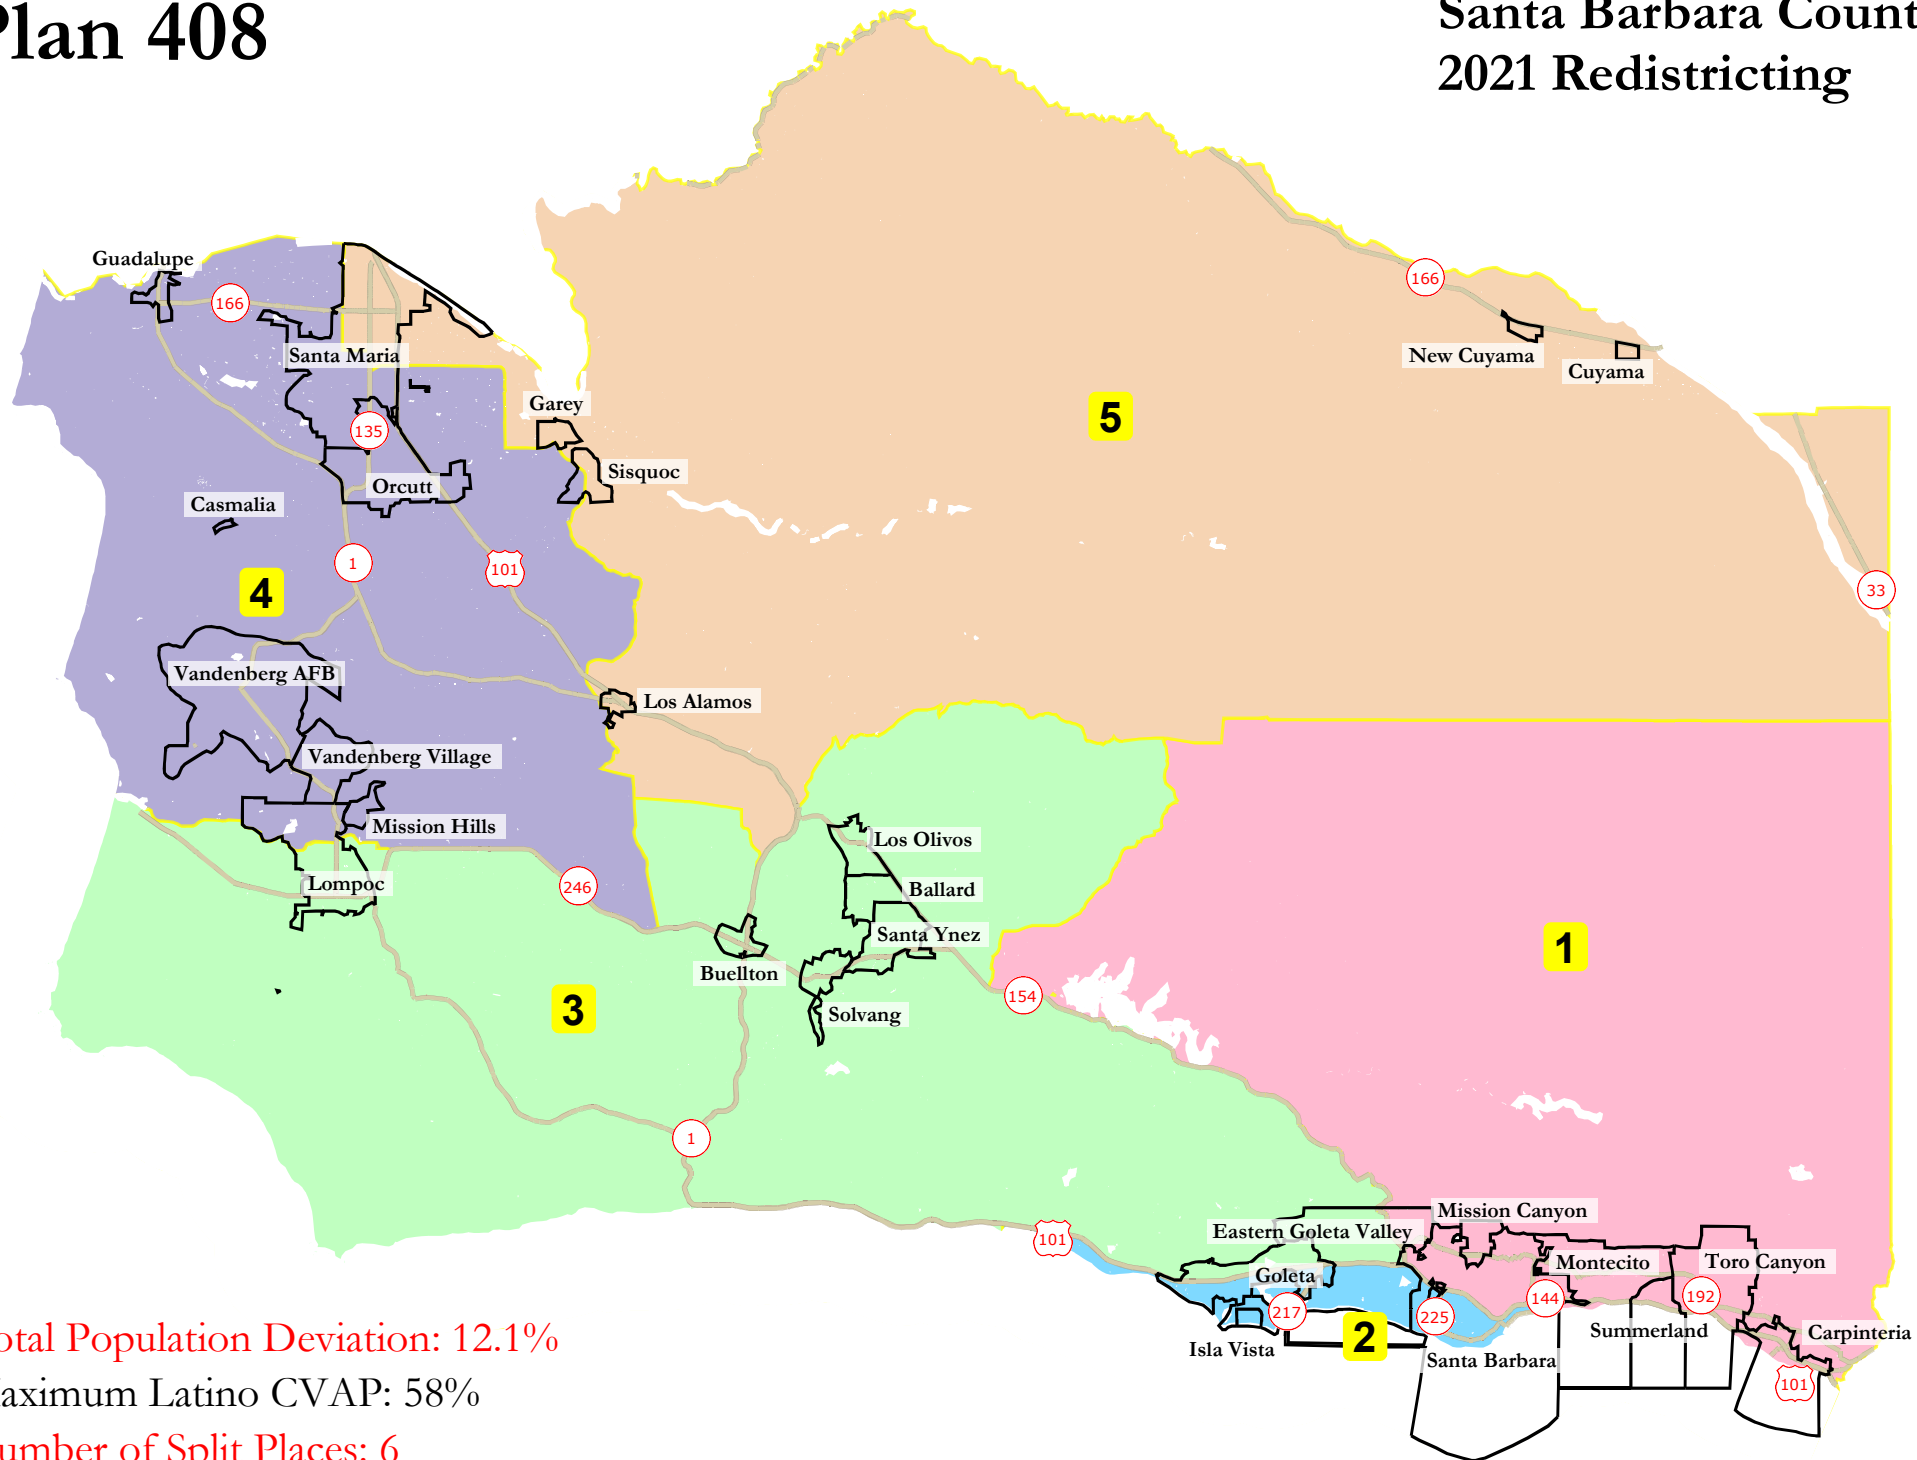 Plan 408
Santa Barbara Count
2021 Redistricting
Guadalupe
166
Santa Maria
135
Garey
Sisquoc
Orcutt
Casmalia
1
101
4
5
166
New Cuyama
Cuyama
33
Vandenberg AFB
Los Alamos
Vandenberg Village
Mission Hills
Lompoc
246
Los Olivos
Ballard
Santa Ynez
Buellton
Solvang
154
1
3
1
101
Mission Canyon
Eastern Goleta Valley
Goleta
Montecito
Toro Canyon
217
2
225
144
192
Isla Vista
Santa Barbara
Summerland
Carpinteria
101
otal Population Deviation: 12.1%
aximum Latino CVAP: 58%
umber of Split Places: 6